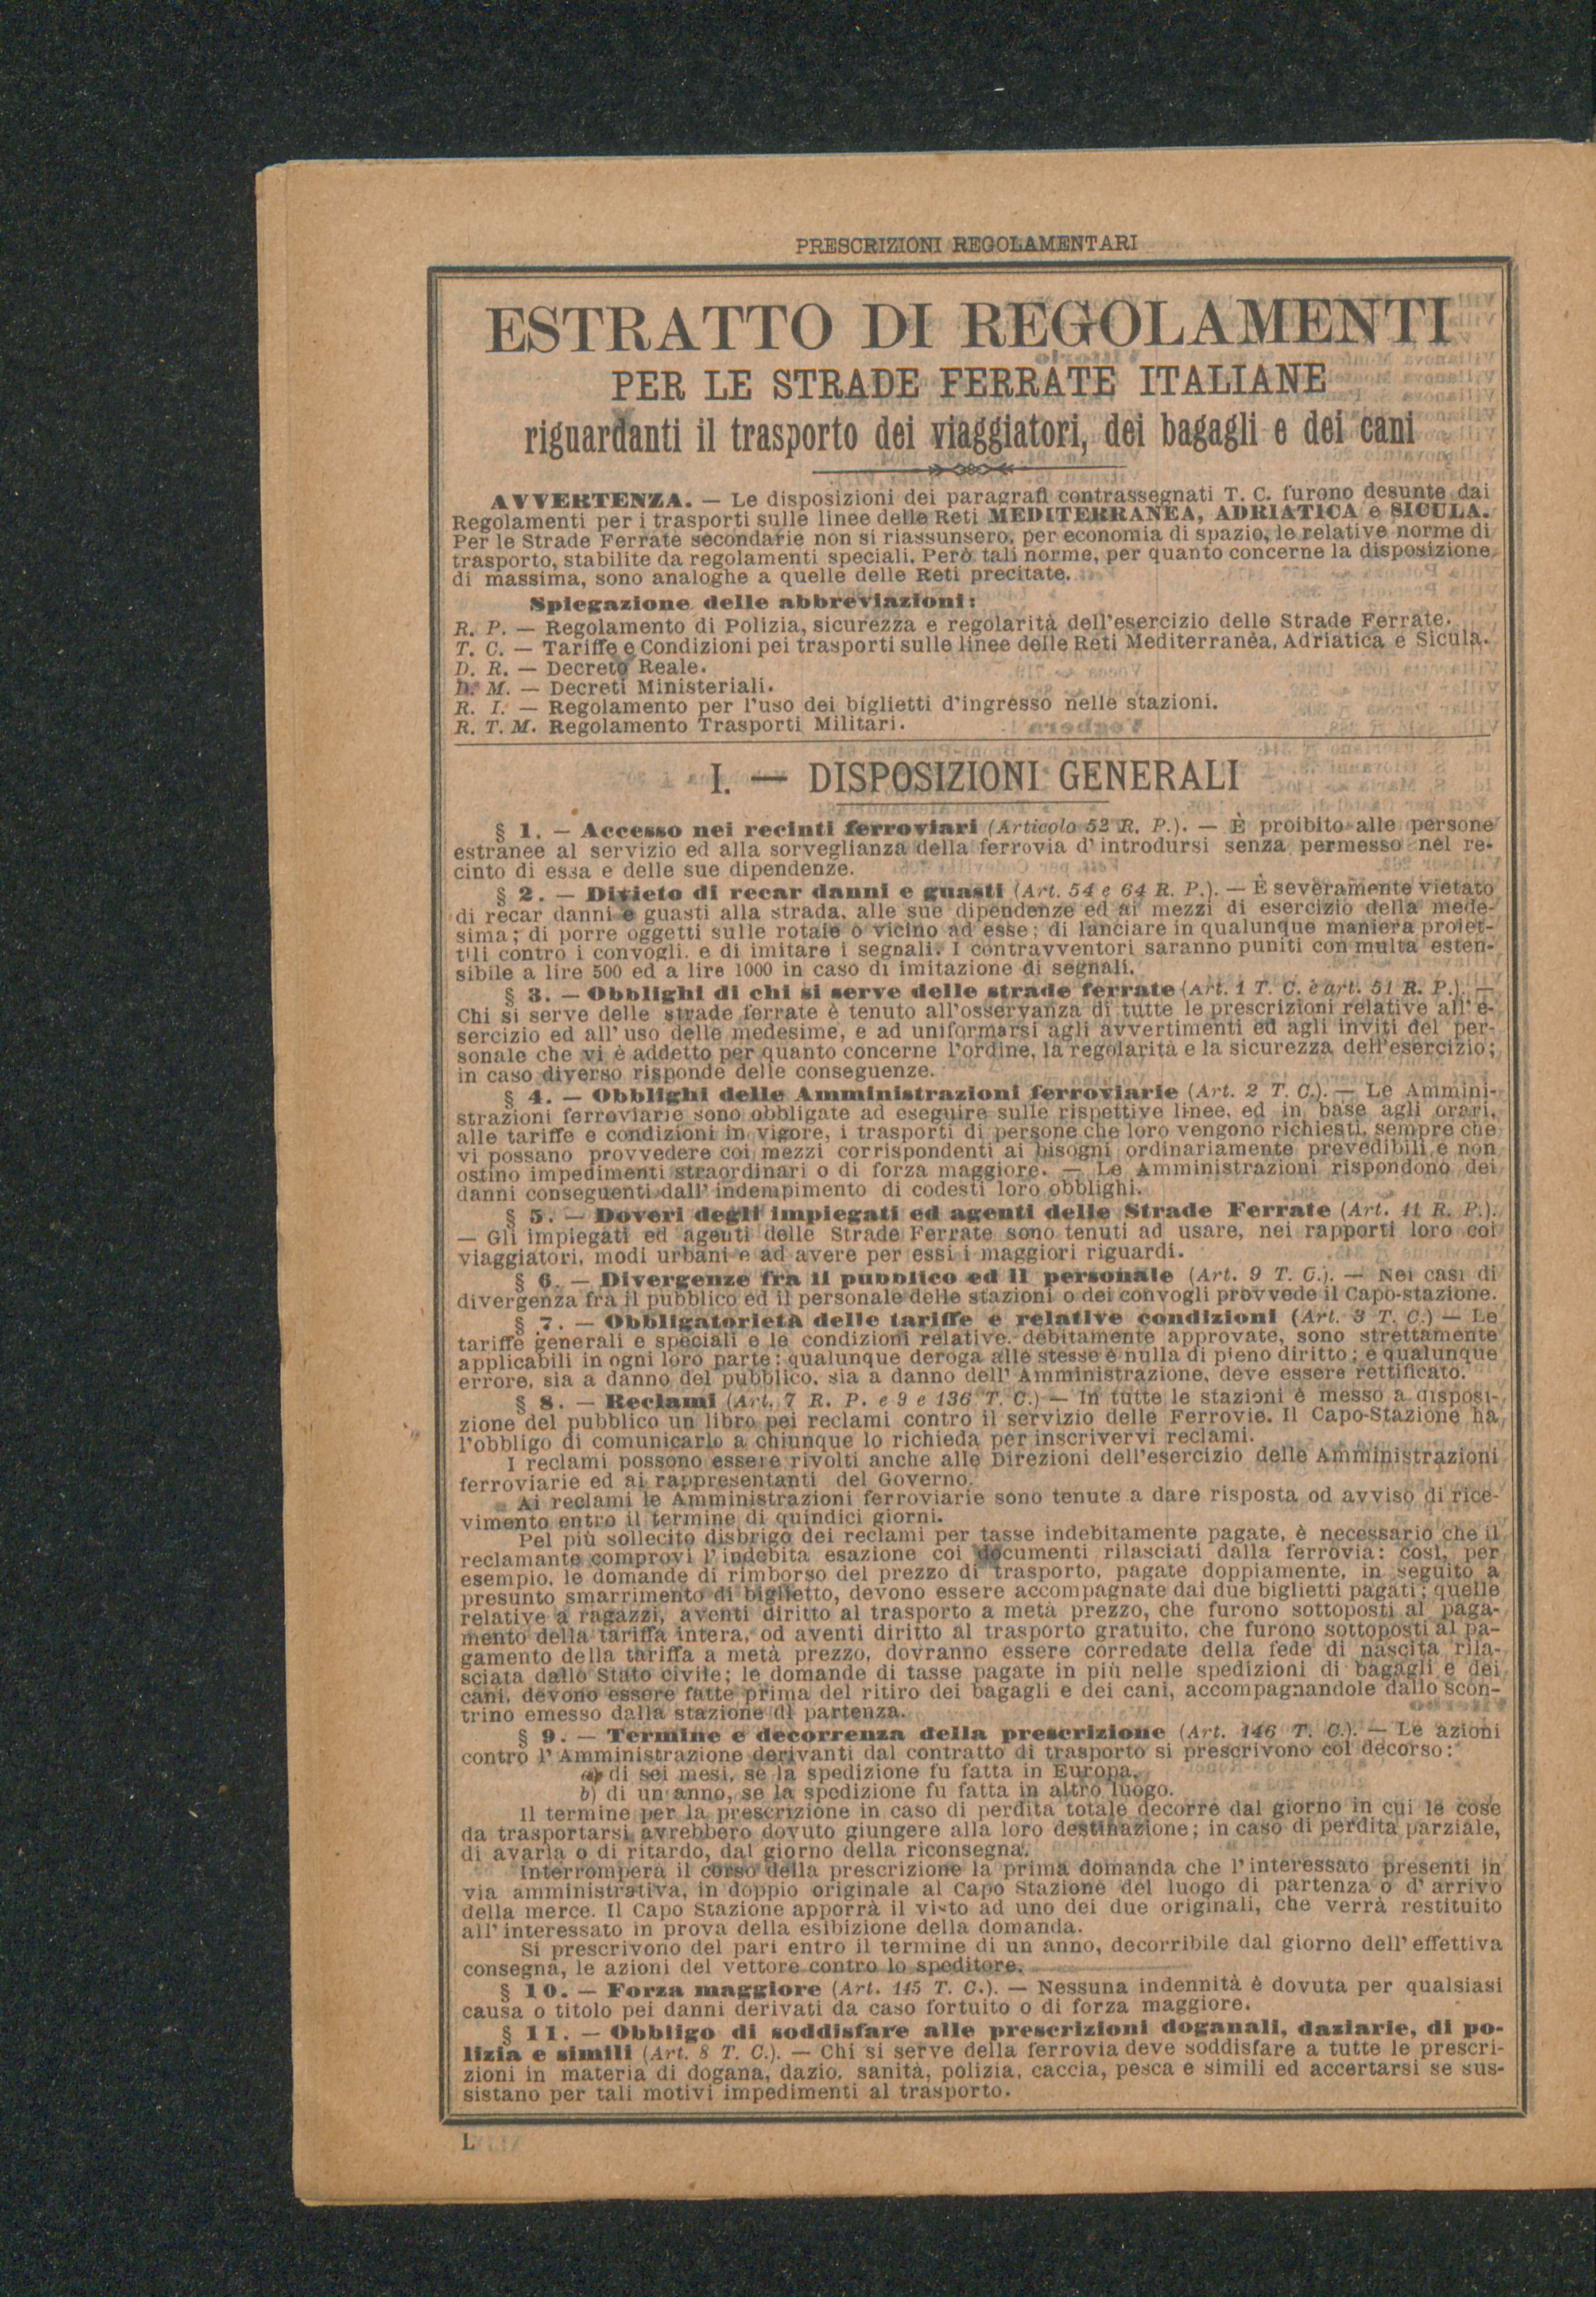 PRESCRIZIONI REGOLAMENTARI
ESTRATTO DI REGOLAMENTI
PER LE STRADE FERRATE ITALIANE
riguardanti il trasporto dei viaggiatori, dei bagagli e dei cani
AVVERTENZA. — Le disposizioni dei paragrafi contrassegnati T. C. furono desunte dai
Regolamenti per i trasporti sulle linee delle Reti MEDITERRANEA, ADRIATICA e SICULA.
Per le Strade Ferrate secondarie non si riassunsero, per economia di spazio, le relative norme di
trasporto, stabilite da regolamenti speciali. Però tali norme, per quanto concerne la disposizione
di massima, sono analoghe a quelle delle Reti precitate.
Spiegazione delle abbreviazioni:
R. P. — Regolamento di Polizia, sicurezza e regolarità dell'esercizio delle Strade Ferrate.
T. C. — Tariffe e Condizioni pei trasporti sulle linee delle Reti Mediterranea, Adriatica e Sicula.
D. R. — Decreto Reale.
D. M. — Decreti Ministeriali.
R. I. — Regolamento per l'uso dei biglietti d'ingresso nelle stazioni.
R. T. M. Regolamento Trasporti Militari.
I. — DISPOSIZIONI GENERALI
§ 1. — Accesso nei recinti ferroviari (Articolo 52 R. P.). — È proibito alle persone
estranee al servizio ed alla sorveglianza della ferrovia d'introdursi senza permesso nel re-
cinto di essa e delle sue dipendenze.
§ 2. — Divieto di recar danni e guasti (Art. 54 e 64 R. P.). — È severamente vietato
di recar danni e guasti alla strada, alle sue dipendenze ed ai mezzi di esercizio della mede-
sima; di porre oggetti sulle rotaie o vicino ad esse; di lanciare in qualunque maniera proiet-
tili contro i convogli, e di imitare i segnali. I contravventori saranno puniti con multa esten-
sibile a lire 500 ed a lire 1000 in caso di imitazione di segnali.
§ 3. — Obblighi di chi si serve delle strade ferrate (Art. 1 T. C. e art. 51 R. P.). —
Chi si serve delle strade ferrate è tenuto all'osservanza di tutte le prescrizioni relative all'e-
sercizio ed all'uso delle medesime, e ad uniformarsi agli avvertimenti ed agli inviti del per-
sonale che vi è addetto per quanto concerne l'ordine, la regolarità e la sicurezza dell'esercizio;
in caso diverso risponde delle conseguenze.
§ 4. — Obblighi delle Amministrazioni ferroviarie (Art. 2 T. C.). — Le Ammini-
strazioni ferroviarie sono obbligate ad eseguire sulle rispettive linee, ed in base agli orari,
alle tariffe e condizioni in vigore, i trasporti di persone che loro vengono richiesti, sempre che
vi possano provvedere coi mezzi corrispondenti ai bisogni ordinariamente prevedibili e non
ostino impedimenti straordinari o di forza maggiore. — Le Amministrazioni rispondono dei
danni conseguenti dall'indempimento di codesti loro obblighi.
§ 5. — Doveri degli impiegati ed agenti delle Strade Ferrate (Art. 11 R. P.).
— Gli impiegati ed agenti delle Strade Ferrate sono tenuti ad usare, nei rapporti loro coi
viaggiatori, modi urbani e ad avere per essi i maggiori riguardi.
§ 6. — Divergenze fra il pubblico ed il personale (Art. 9 T. C.). — Nei casi di
divergenza fra il pubblico ed il personale delle stazioni o dei convogli provvede il Capo-stazione.
§ 7. — Obbligatorietà delle tariffe e relative condizioni (Art. 3 T. C.) — Le
tariffe generali e speciali e le condizioni relative, debitamente approvate, sono strettamente
applicabili in ogni loro parte: qualunque deroga alle stesse è nulla di pieno diritto; e qualunque
errore, sia a danno del pubblico, sia a danno dell'Amministrazione, deve essere rettificato.
§ 8. — Reclami (Art. 7 R. P. e 9 e 136 T. C.) — In tutte le stazioni è messo a disposi-
zione del pubblico un libro pei reclami contro il servizio delle Ferrovie. Il Capo-Stazione ha
l'obbligo di comunicarlo a chiunque lo richieda per inscrivervi reclami.
I reclami possono essere rivolti anche alle Direzioni dell'esercizio delle Amministrazioni
ferroviarie ed ai rappresentanti del Governo.
Ai reclami le Amministrazioni ferroviarie sono tenute a dare risposta od avviso di rice-
vimento entro il termine di quindici giorni.
Pel più sollecito disbrigo dei reclami per tasse indebitamente pagate, è necessario che il
reclamante comprovi l'indebita esazione coi documenti rilasciati dalla ferrovia: così, per
esempio, le domande di rimborso del prezzo di trasporto, pagate doppiamente, in seguito a
presunto smarrimento di biglietto, devono essere accompagnate dai due biglietti pagati; quelle
relative a ragazzi, aventi diritto al trasporto a metà prezzo, che furono sottoposti al paga-
mento della tariffa intera, od aventi diritto al trasporto gratuito, che furono sottoposti al pa-
gamento della tariffa a metà prezzo, dovranno essere corredate della fede di nascita rila-
sciata dallo Stato civile; le domande di tasse pagate in più nelle spedizioni di bagagli e dei
cani, devono essere fatte prima del ritiro dei bagagli e dei cani, accompagnandole dallo scon-
trino emesso dalla stazione di partenza.
§ 9. — Termine e decorrenza della prescrizione (Art. 146 T. C.). — Le azioni
contro l'Amministrazione derivanti dal contratto di trasporto si prescrivono col decorso:
a) di sei mesi, se la spedizione fu fatta in Europa,
b) di un anno, se la spedizione fu fatta in altro luogo.
Il termine per la prescrizione in caso di perdita totale decorre dal giorno in cui le cose
da trasportarsi avrebbero dovuto giungere alla loro destinazione; in caso di perdita parziale,
di avaria o di ritardo, dal giorno della riconsegna.
Interromperà il corso della prescrizione la prima domanda che l'interessato presenti in
via amministrativa, in doppio originale al Capo Stazione del luogo di partenza o d'arrivo
della merce. Il Capo Stazione apporrà il visto ad uno dei due originali, che verrà restituito
all'interessato in prova della esibizione della domanda.
Si prescrivono del pari entro il termine di un anno, decorribile dal giorno dell'effettiva
consegna, le azioni del vettore contro lo speditore.
§ 10. — Forza maggiore (Art. 145 T. C.). — Nessuna indennità è dovuta per qualsiasi
causa o titolo pei danni derivati da caso fortuito o di forza maggiore.
§ 11. — Obbligo di soddisfare alle prescrizioni doganali, daziarie, di po-
lizia e simili (Art. 8 T. C.). — Chi si serve della ferrovia deve soddisfare a tutte le prescri-
zioni in materia di dogana, dazio, sanità, polizia, caccia, pesca e simili ed accertarsi se sus-
sistano per tali motivi impedimenti al trasporto.
L